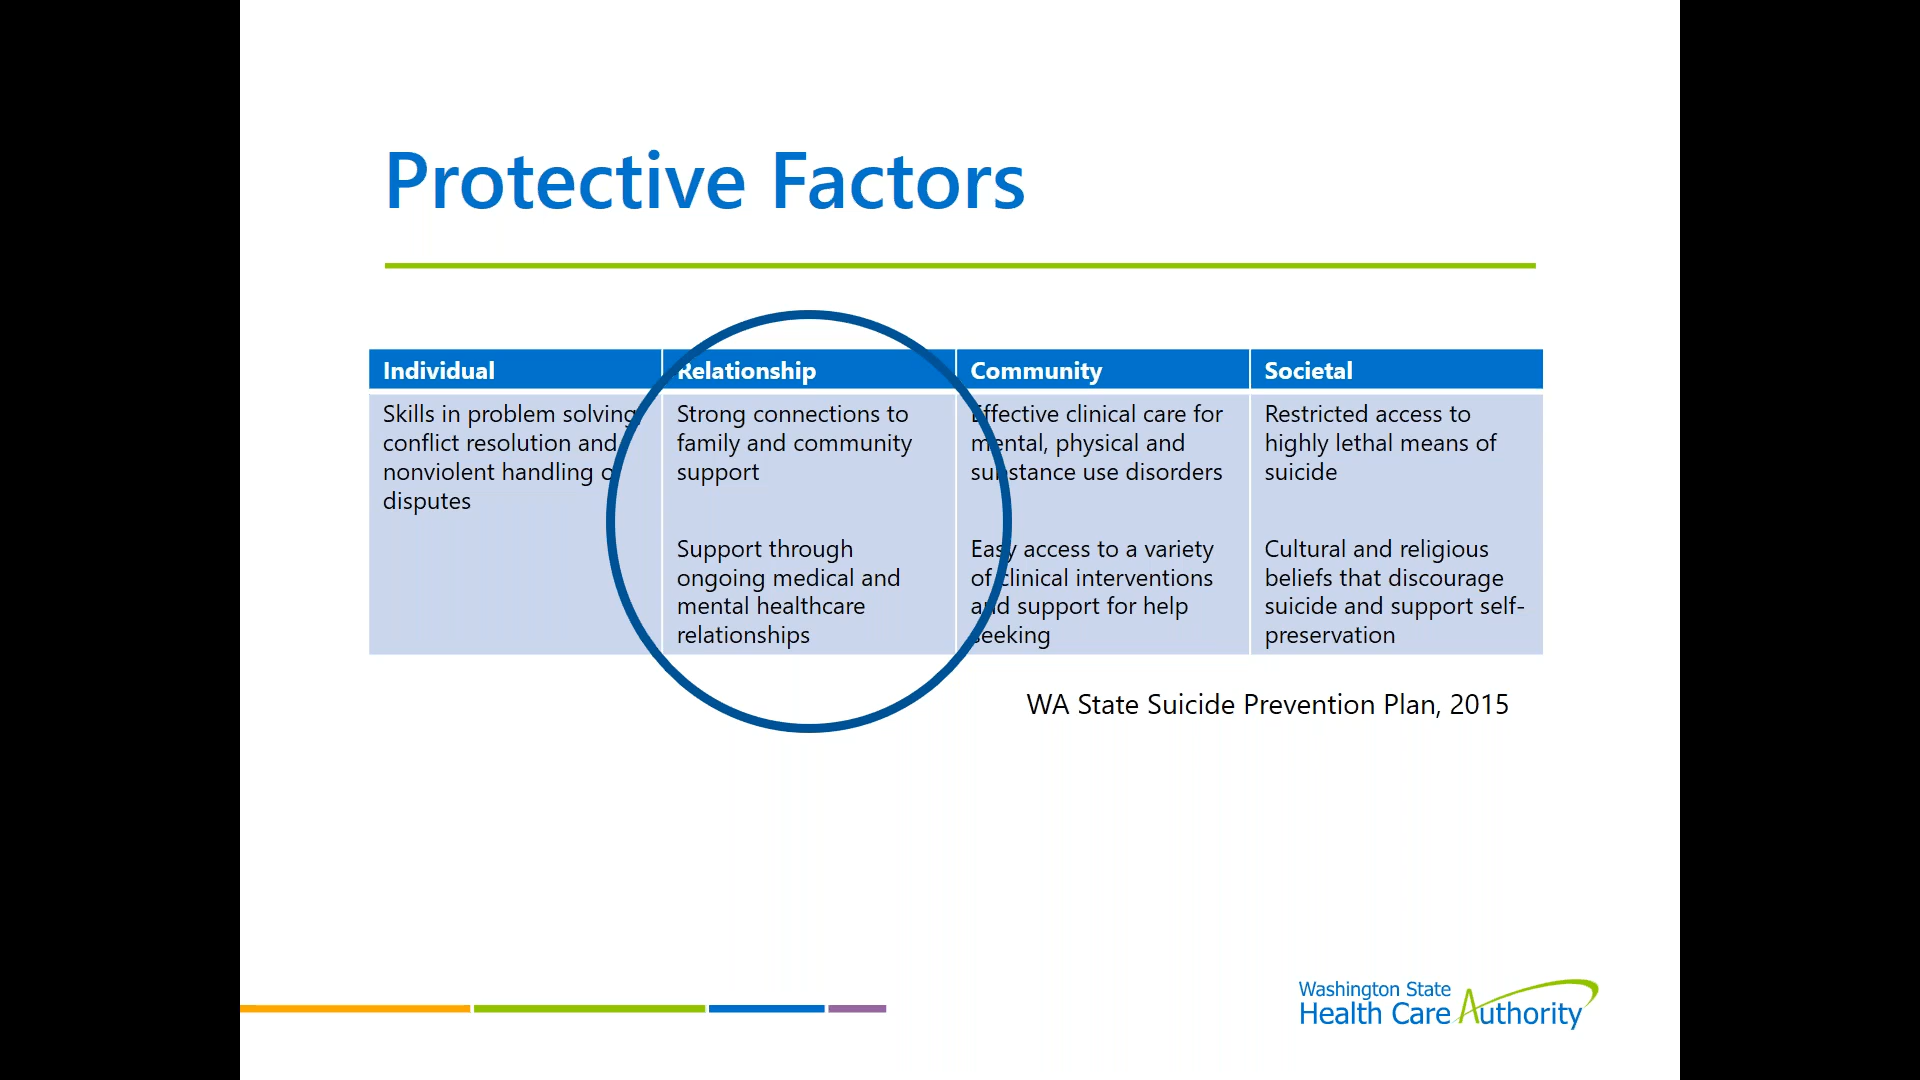 Protective Factors
Individual
Relationship
Community
Societal
Skills in problem solving,
conflict resolution and
nonviolent handling of
disputes
Strong connections to
family and community
support
Support through
ongoing medical and
mental healthcare
relationships
Effective clinical care for
mental, physical and
substance use disorders
Easy access to a variety
of clinical interventions
and support for help
seeking
Restricted access to
highly lethal means of
suicide
Cultural and religious
beliefs that discourage
suicide and support self-
preservation
WA State Suicide Prevention Plan, 2015
Washington State
Health Care Authority